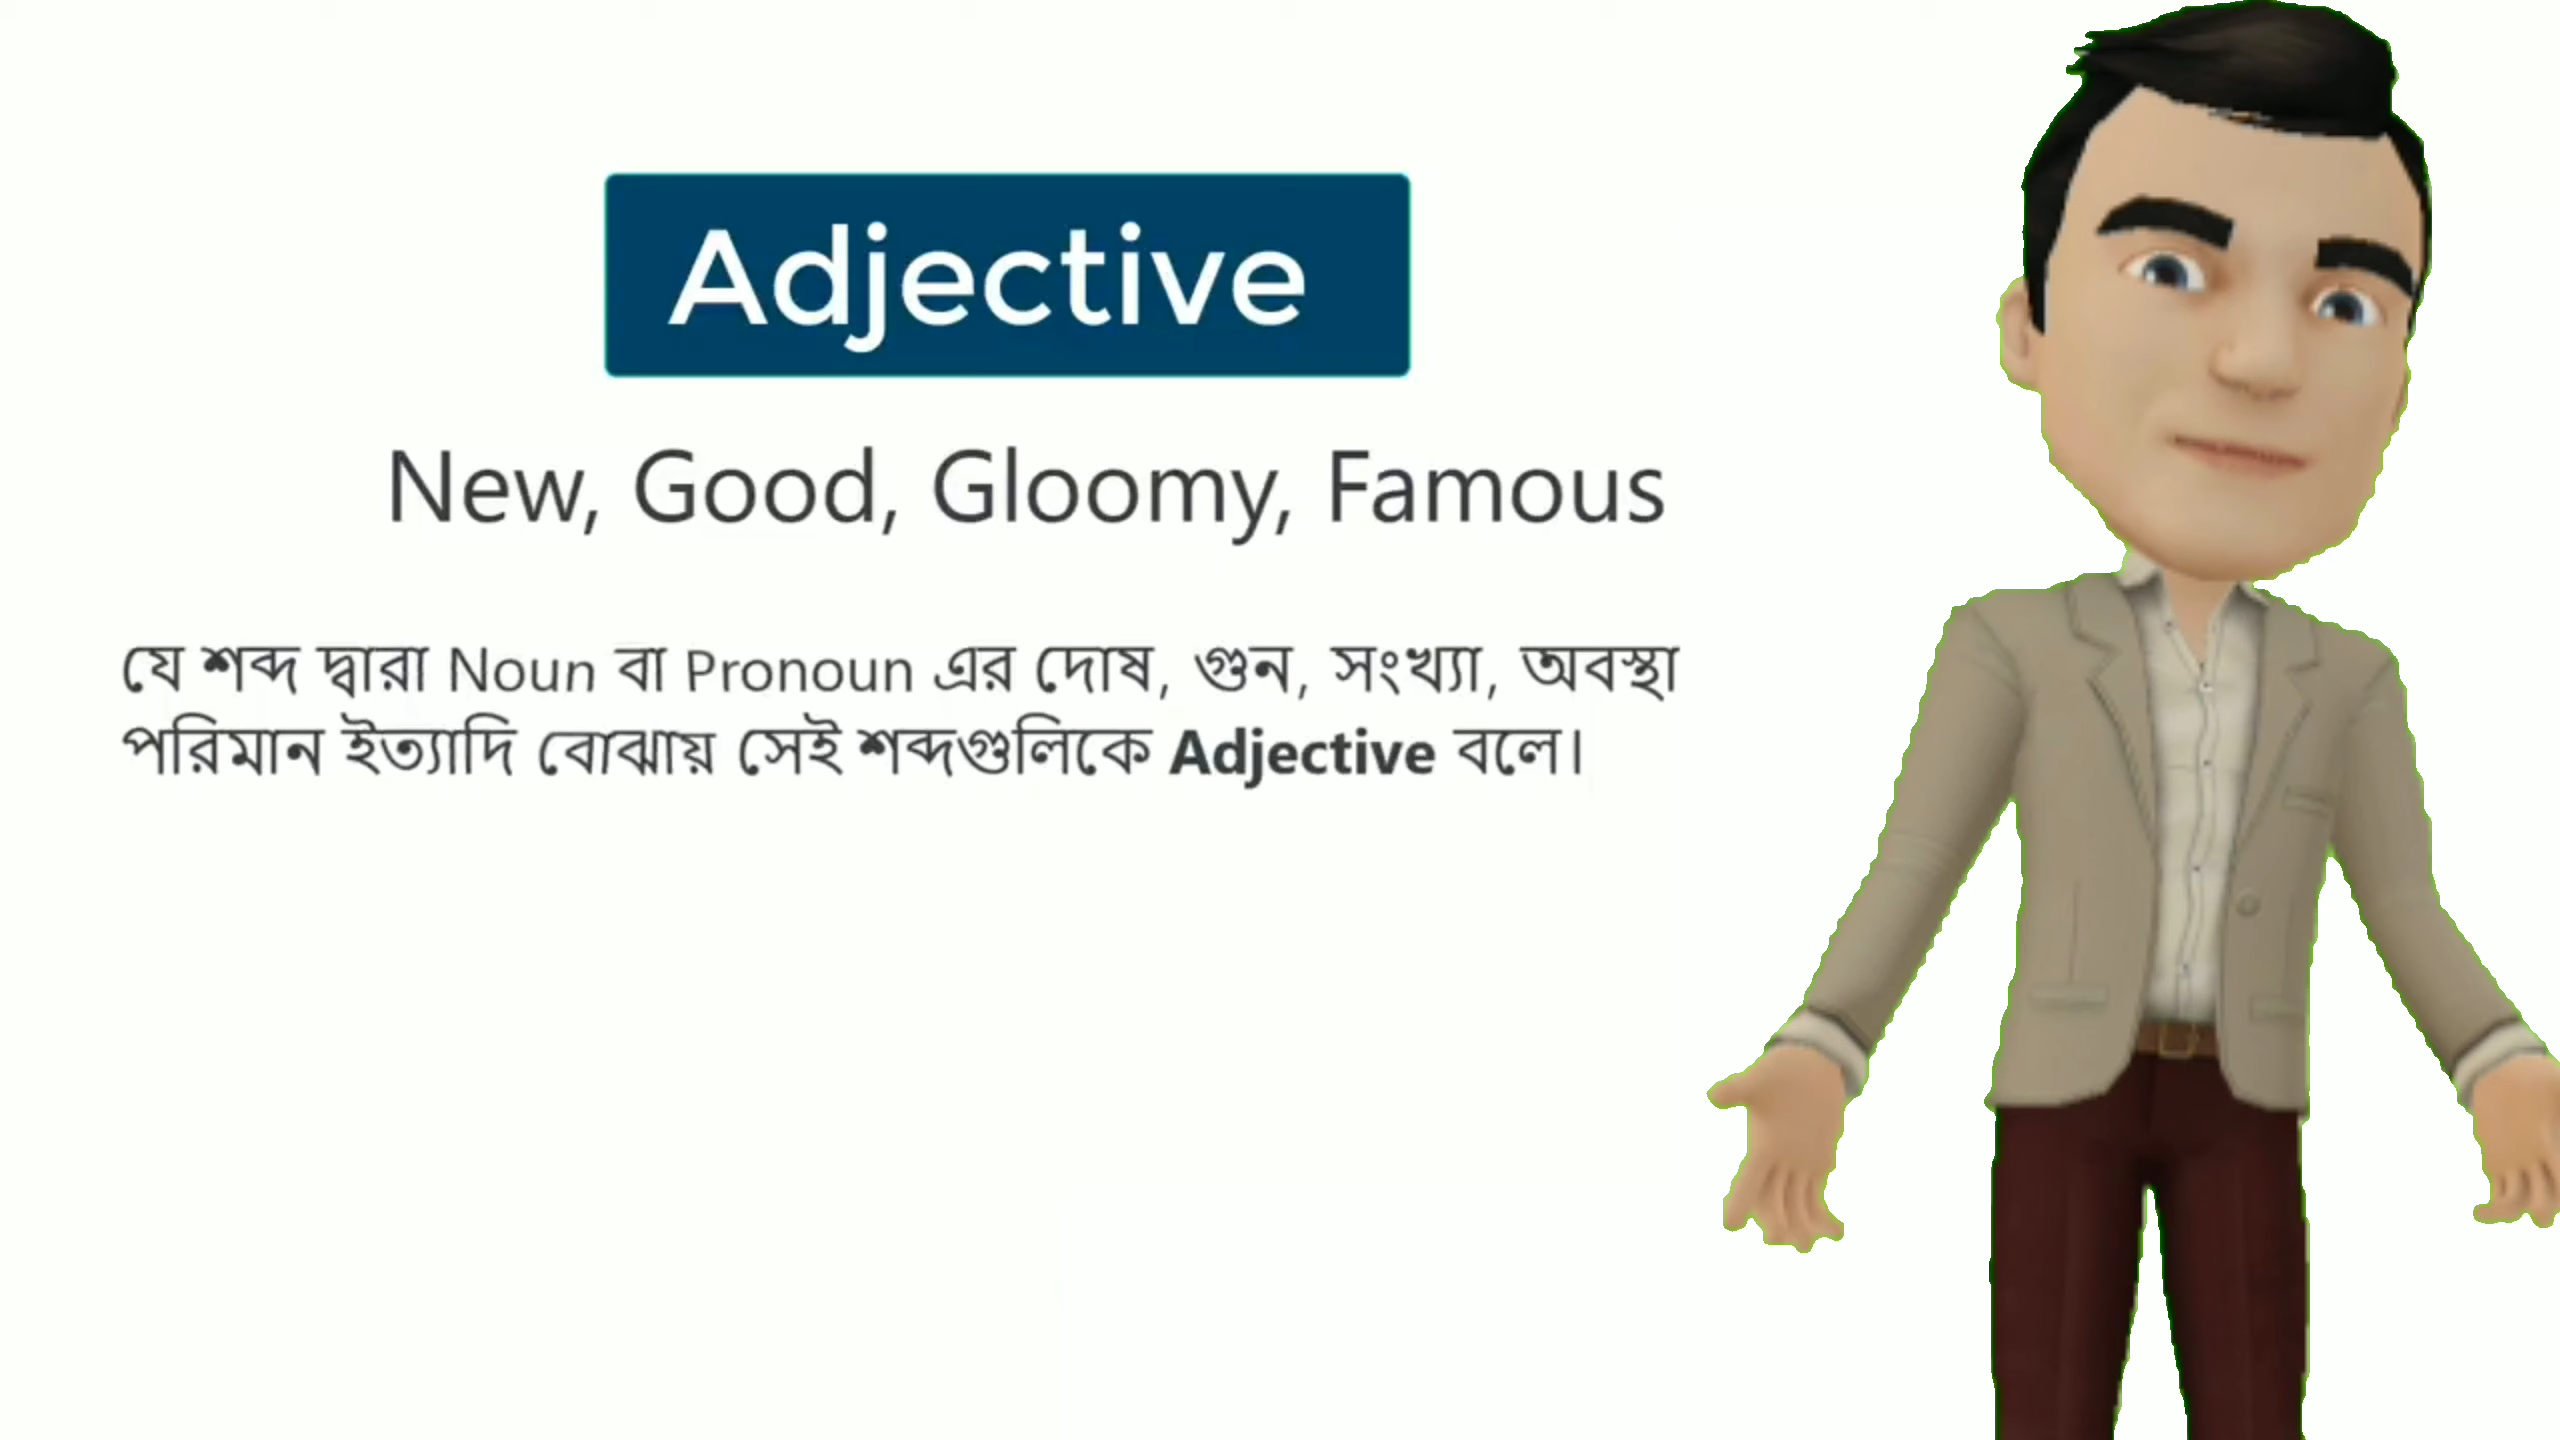 Adjective
New, Good, Gloomy, Famous
যে শব্দ দ্বারা Noun বা Pronoun এর দোষ, গুন, সংখ্যা, অবস্থা
পরিমান ইত্যাদি বোঝায় সেই শব্দগুলিকে Adjective বলে।